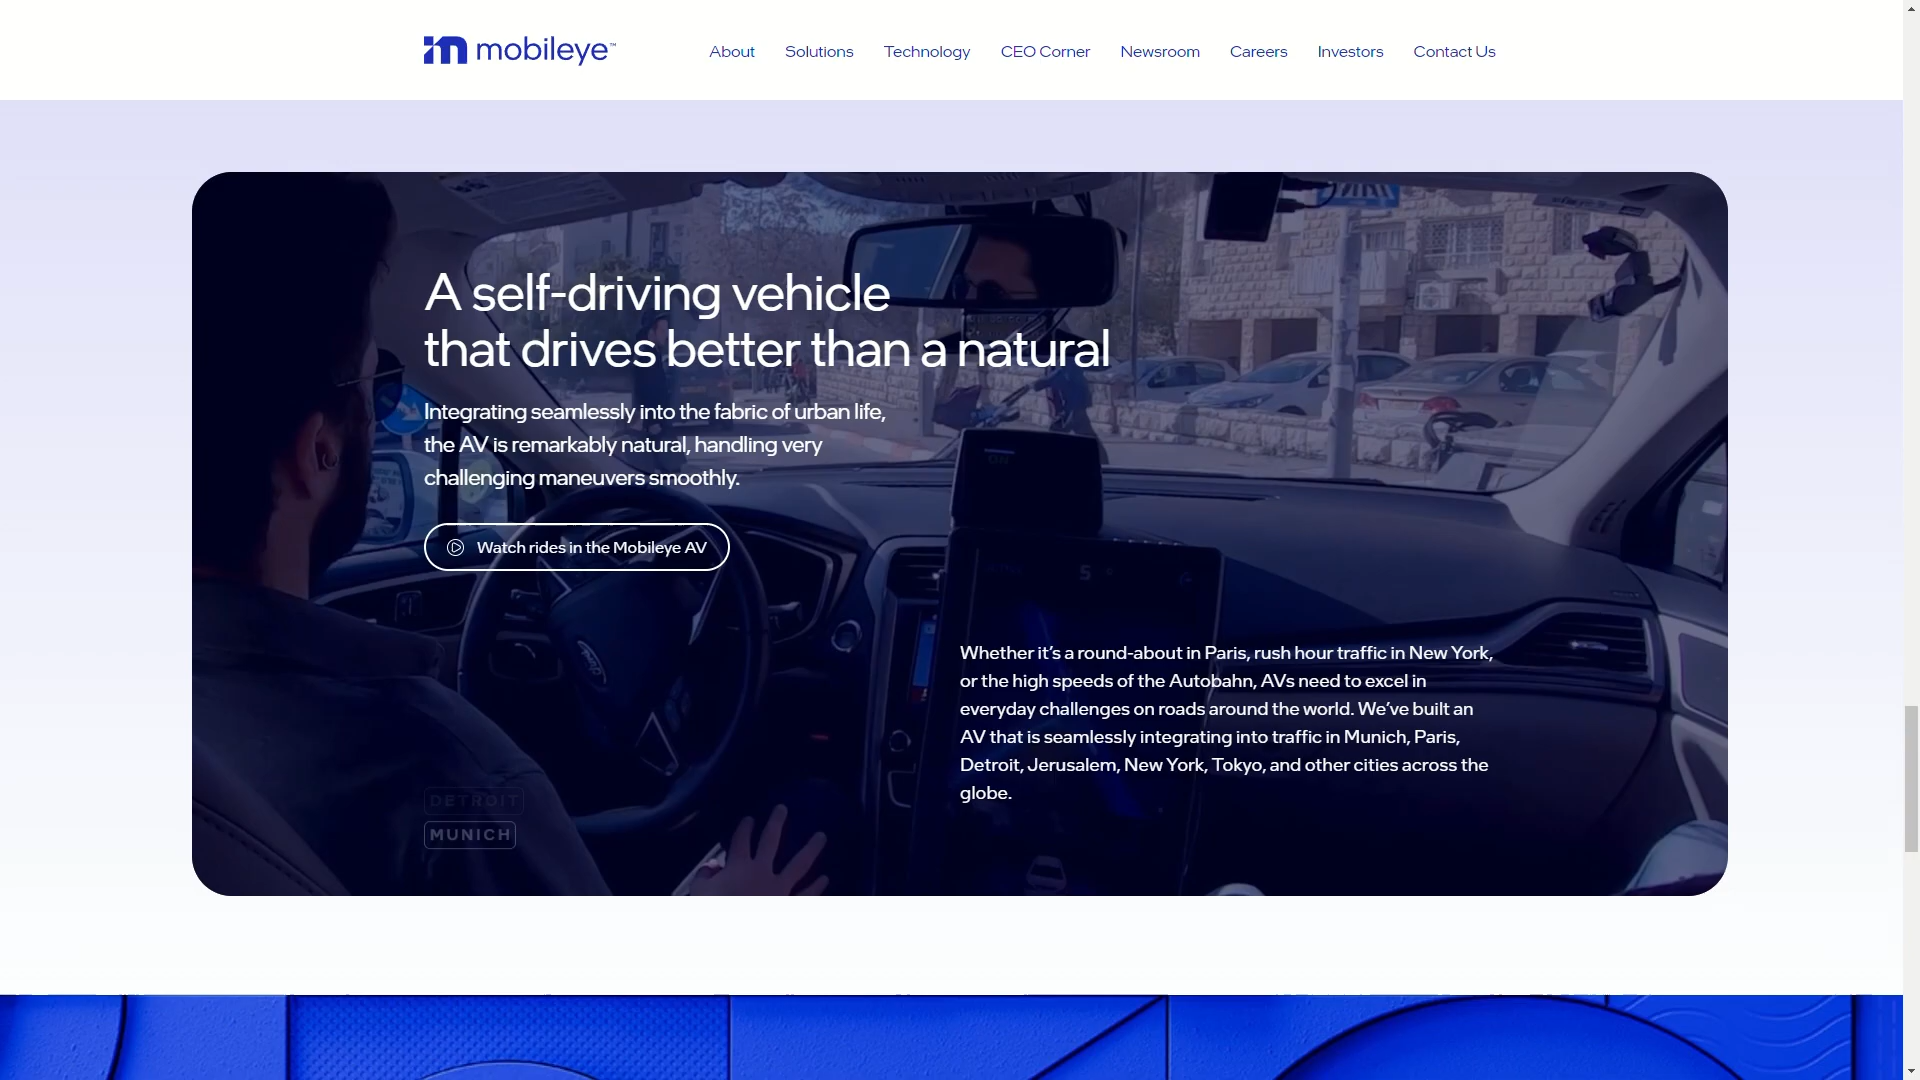 mobileye™
About Solutions Technology CEO Corner Newsroom Careers Investors Contact Us
A self-driving vehicle
that drives better than a natural
Integrating seamlessly into the fabric of urban life,
the AV is remarkably natural, handling very
challenging maneuvers smoothly.
Watch rides in the Mobileye AV
Whether it’s a round-about in Paris, rush hour traffic in New York,
or the high speeds of the Autobahn, AVs need to excel in
everyday challenges on roads around the world. We’ve built an
AV that is seamlessly integrating into traffic in Munich, Paris,
Detroit, Jerusalem, New York, Tokyo, and other cities across the
globe.
DETROIT
MUNICH
Ford
ON
5